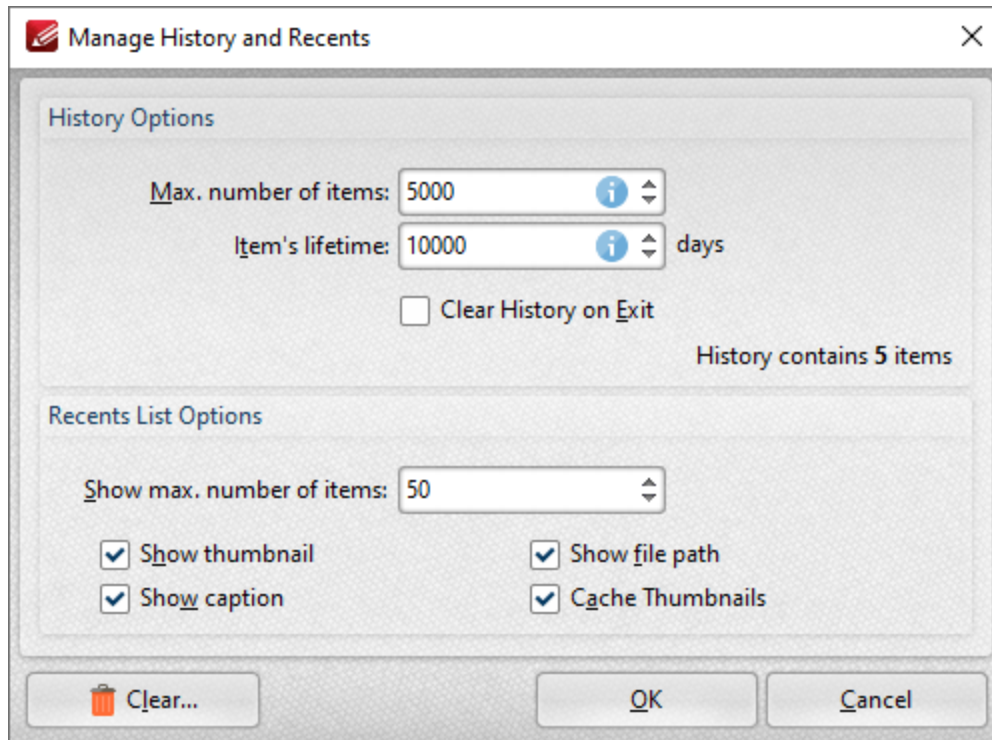 Manage History and Recents
History Options
Max. number of items: 5000
Item's lifetime: 10000 days
Clear History on Exit
History contains 5 items
Recents List Options
Show max. number of items: 50
Show thumbnail Show file path
Show caption Cache Thumbnails
Clear... OK Cancel